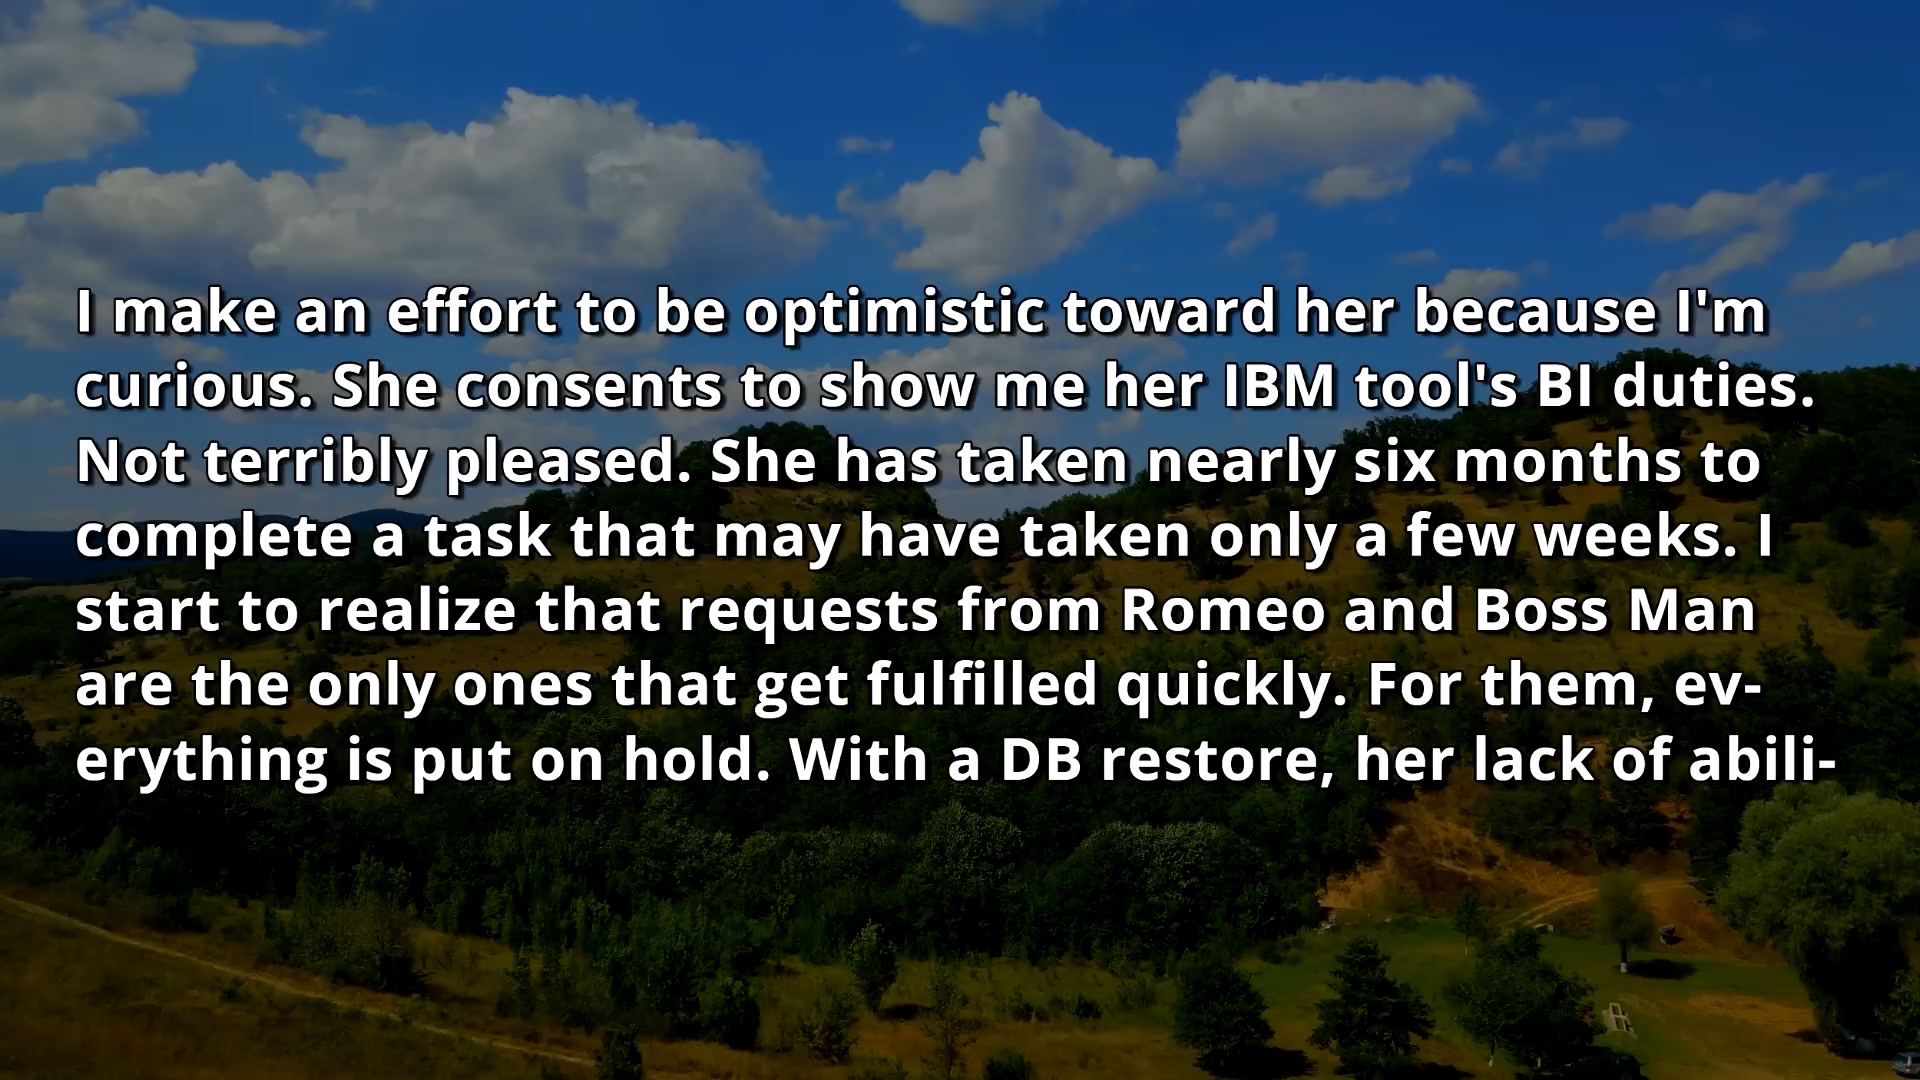 I make an effort to be optimistic toward her because I'm
curious. She consents to show me her IBM tool's BI duties.
Not terribly pleased. She has taken nearly six months to
complete a task that may have taken only a few weeks. I
start to realize that requests from Romeo and Boss Man
are the only ones that get fulfilled quickly. For them, ev-
erything is put on hold. With a DB restore, her lack of abili-